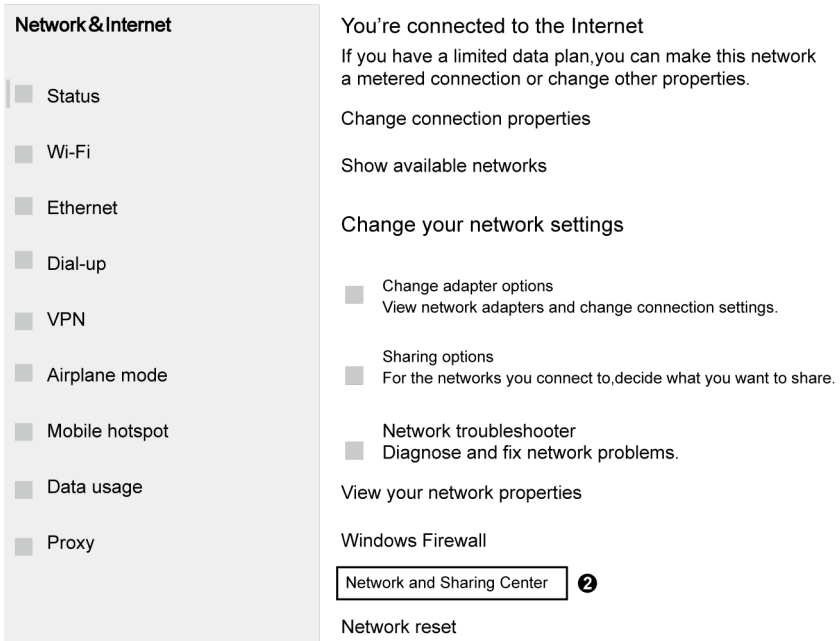 Network & Internet
Status
Wi-Fi
Ethernet
Dial-up
VPN
Airplane mode
Mobile hotspot
Data usage
Proxy
You’re connected to the Internet
If you have a limited data plan,you can make this network
a metered connection or change other properties.
Change connection properties
Show available networks
Change your network settings
Change adapter options
View network adapters and change connection settings.
Sharing options
For the networks you connect to,decide what you want to share.
Network troubleshooter
Diagnose and fix network problems.
View your network properties
Windows Firewall
Network and Sharing Center ❷
Network reset